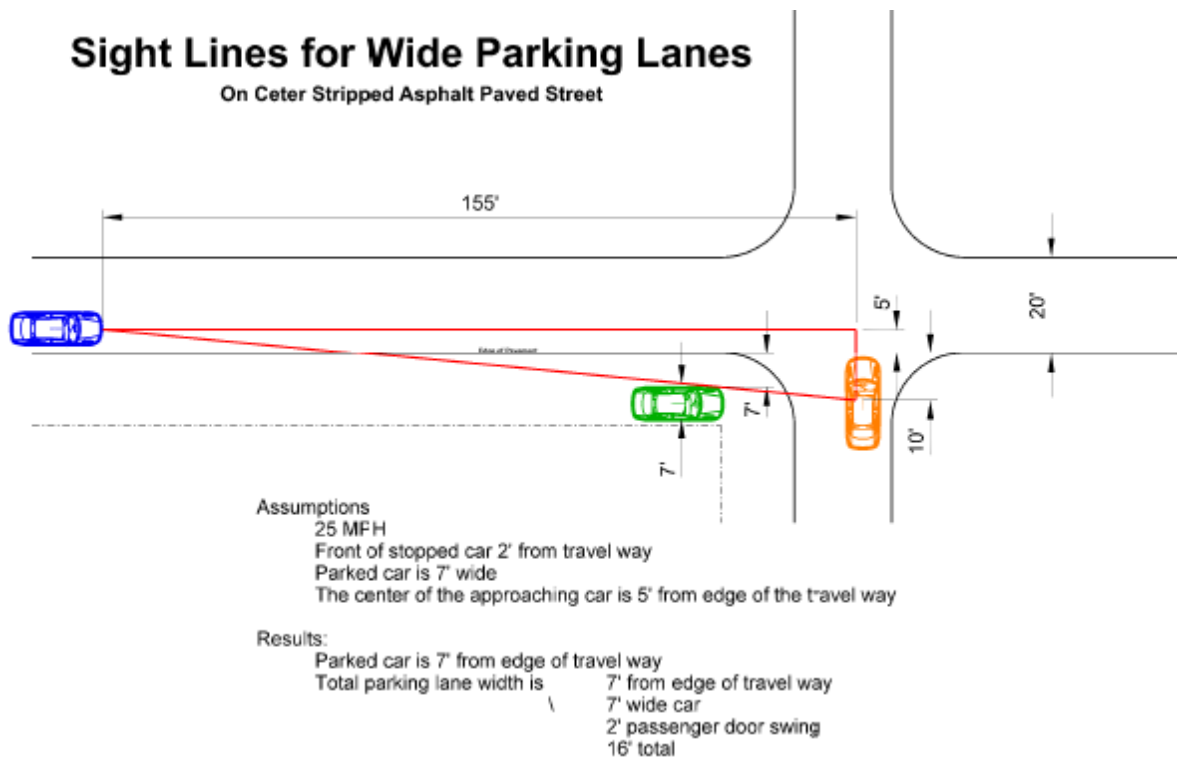 Sight Lines for Wide Parking Lanes
On Ceter Stripped Asphalt Paved Street
155'
5'
20'
Edge of Pavement
7'
7'
10'
Assumptions
25 MPH
Front of stopped car 2' from travel way
Parked car is 7' wide
The center of the approaching car is 5' from edge of the travel way
Results:
Parked car is 7' from edge of travel way
Total parking lane width is 7' from edge of travel way
\ 7' wide car
2' passenger door swing
16' total